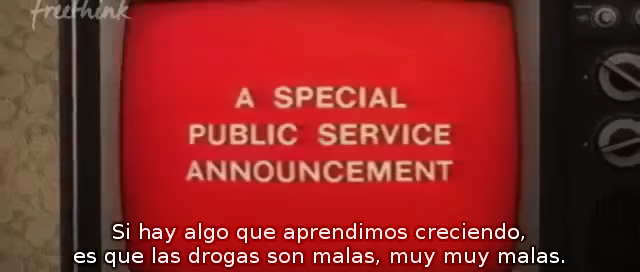 freethink
A SPECIAL
PUBLIC SERVICE
ANNOUNCEMENT
Si hay algo que aprendimos creciendo,
es que las drogas son malas, muy muy malas.